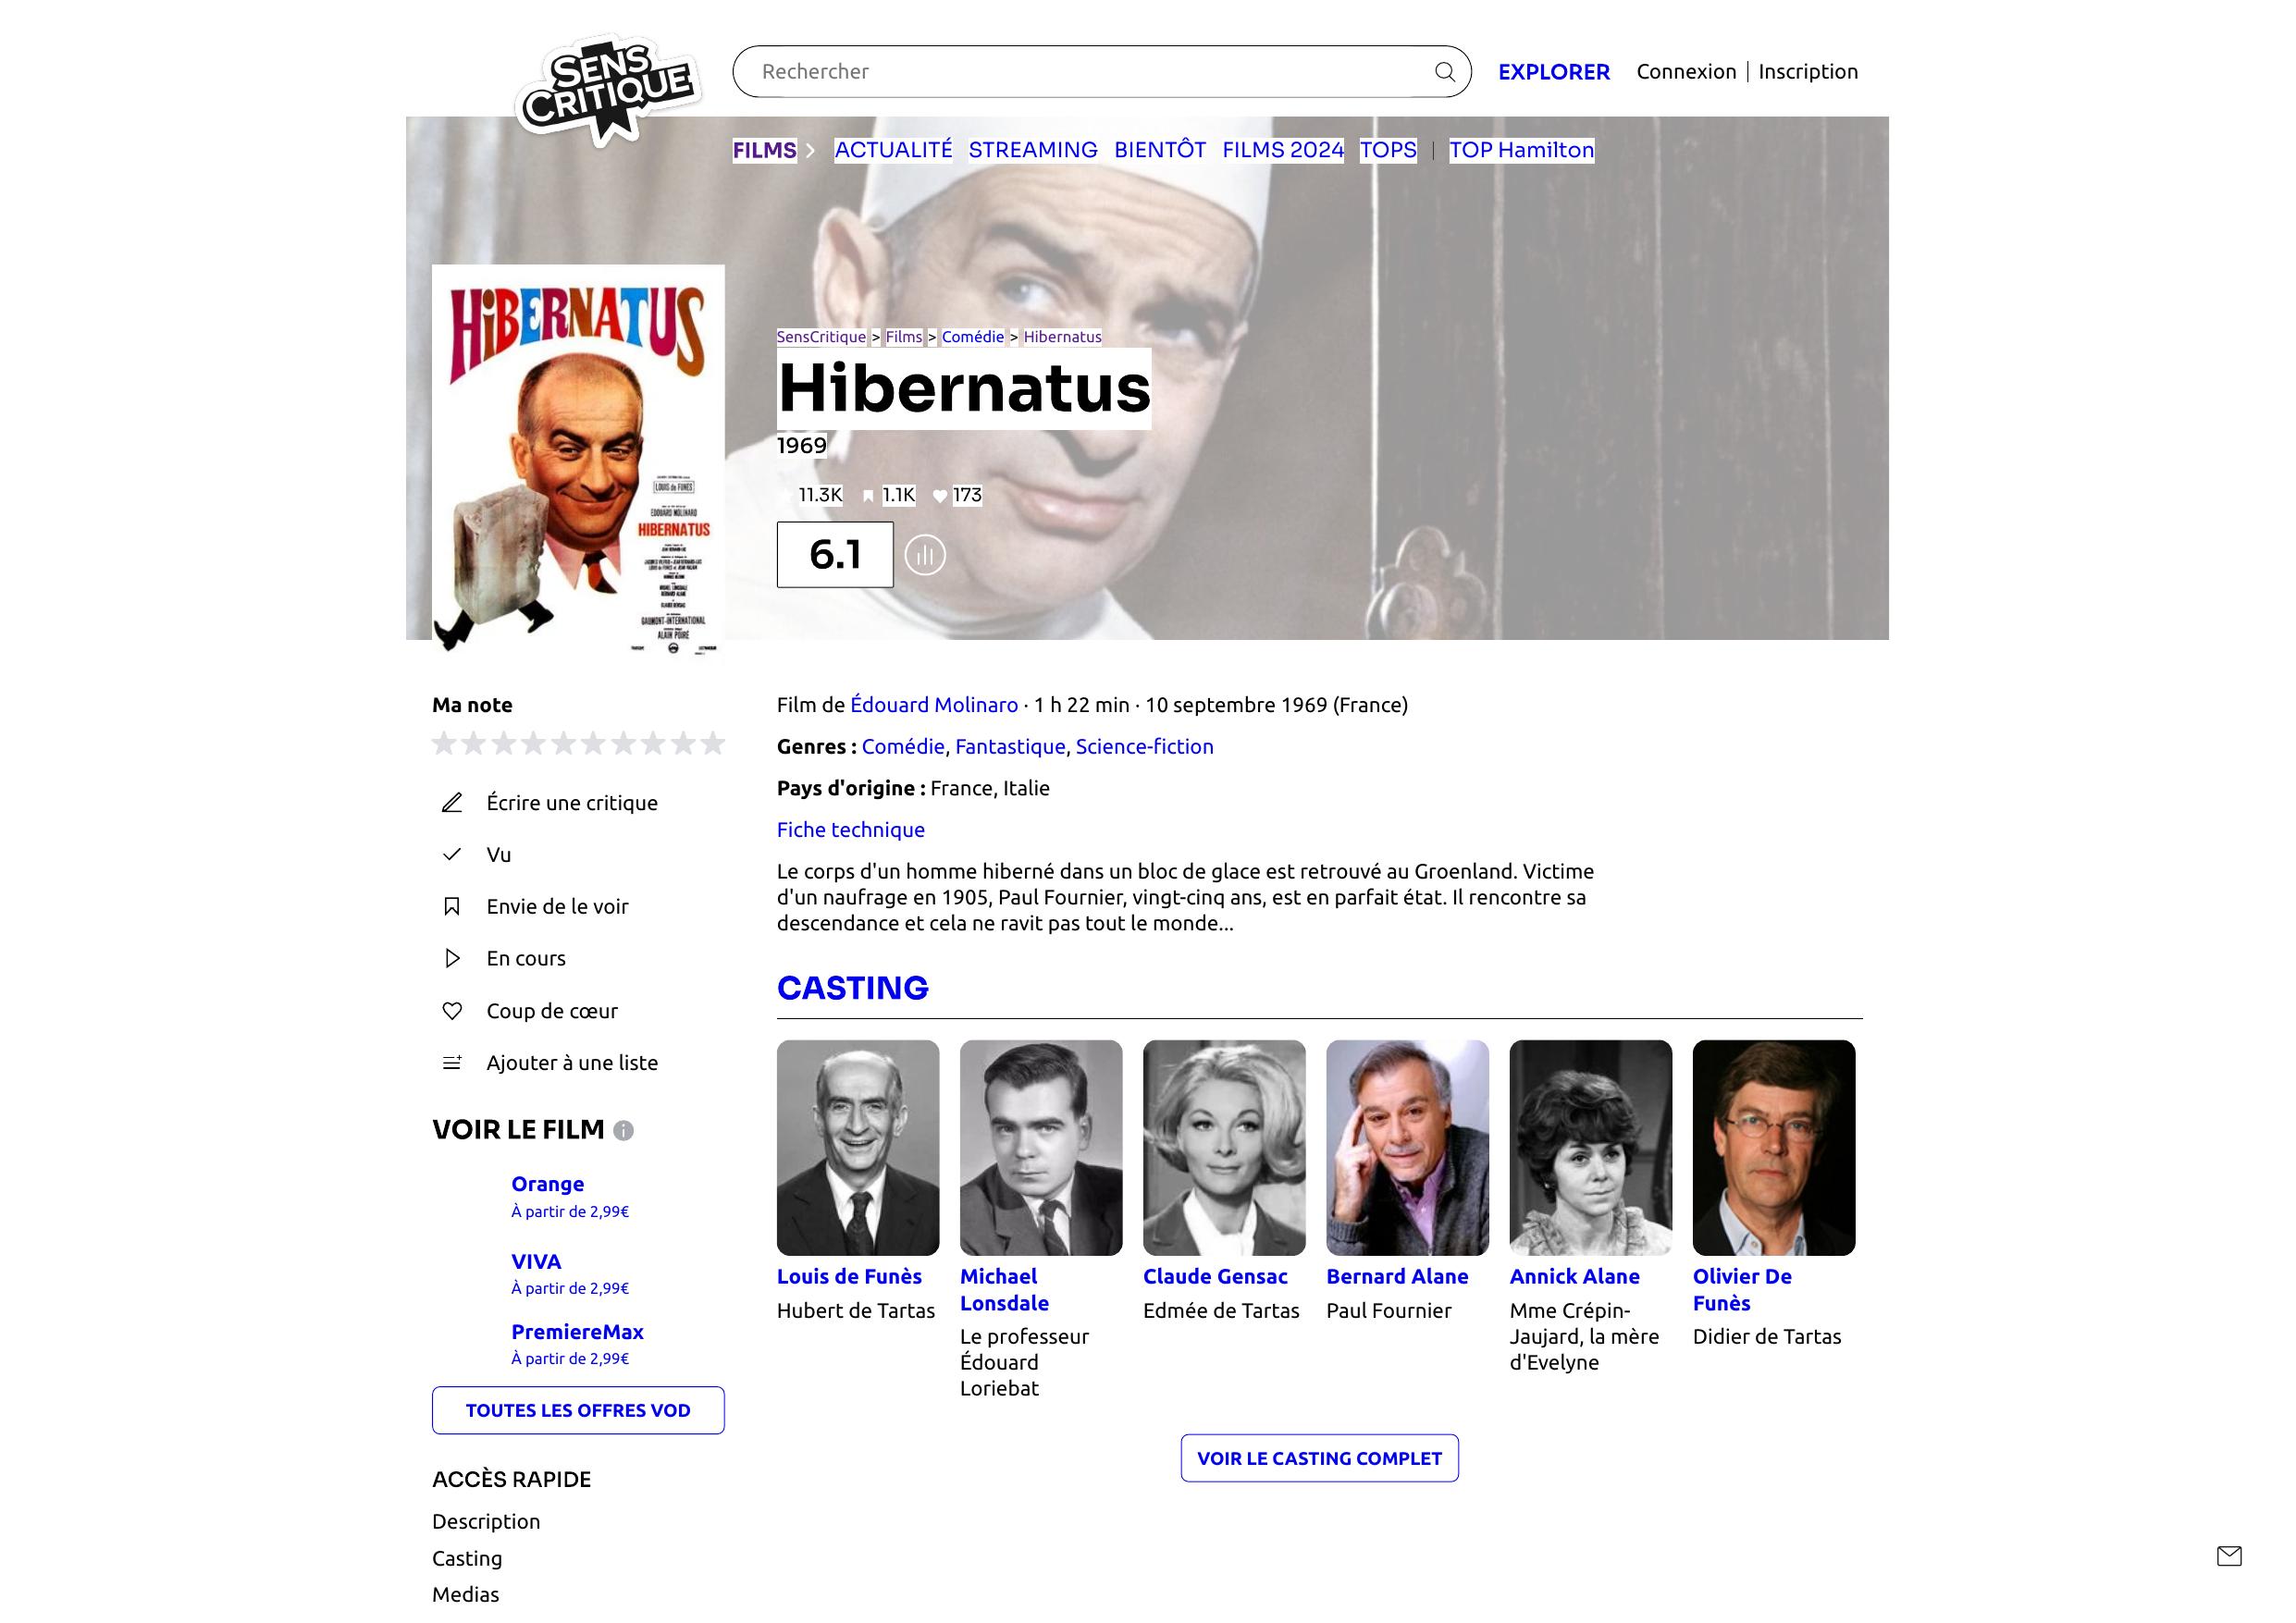 SENS
CRITIQUE
Rechercher
EXPLORER
Connexion
Inscription
FILMS
ACTUALITÉ
STREAMING
BIENTÔT
FILMS 2024
TOPS
TOP Hamilton
HIBERNATUS
LOUIS de FUNES
EDOUARD MOLINARO
HIBERNATUS
GAUMONT-INTERNATIONAL
ALAIN POIRÉ
SensCritique > Films > Comédie > Hibernatus
Hibernatus
1969
11.3K
1.1K
173
6.1
Ma note
Écrire une critique
Vu
Envie de le voir
En cours
Coup de cœur
Ajouter à une liste
VOIR LE FILM
Orange
À partir de 2,99€
VIVA
À partir de 2,99€
PremiereMax
À partir de 2,99€
TOUTES LES OFFRES VOD
ACCÈS RAPIDE
Description
Casting
Medias
Film de Édouard Molinaro · 1 h 22 min · 10 septembre 1969 (France)
Genres : Comédie, Fantastique, Science-fiction
Pays d'origine : France, Italie
Fiche technique
Le corps d'un homme hiberné dans un bloc de glace est retrouvé au Groenland. Victime
d'un naufrage en 1905, Paul Fournier, vingt-cinq ans, est en parfait état. Il rencontre sa
descendance et cela ne ravit pas tout le monde...
CASTING
Louis de Funès
Hubert de Tartas
Michael
Lonsdale
Le professeur
Édouard
Loriebat
Claude Gensac
Edmée de Tartas
Bernard Alane
Paul Fournier
Annick Alane
Mme Crépin-
Jaujard, la mère
d'Evelyne
Olivier De
Funès
Didier de Tartas
VOIR LE CASTING COMPLET